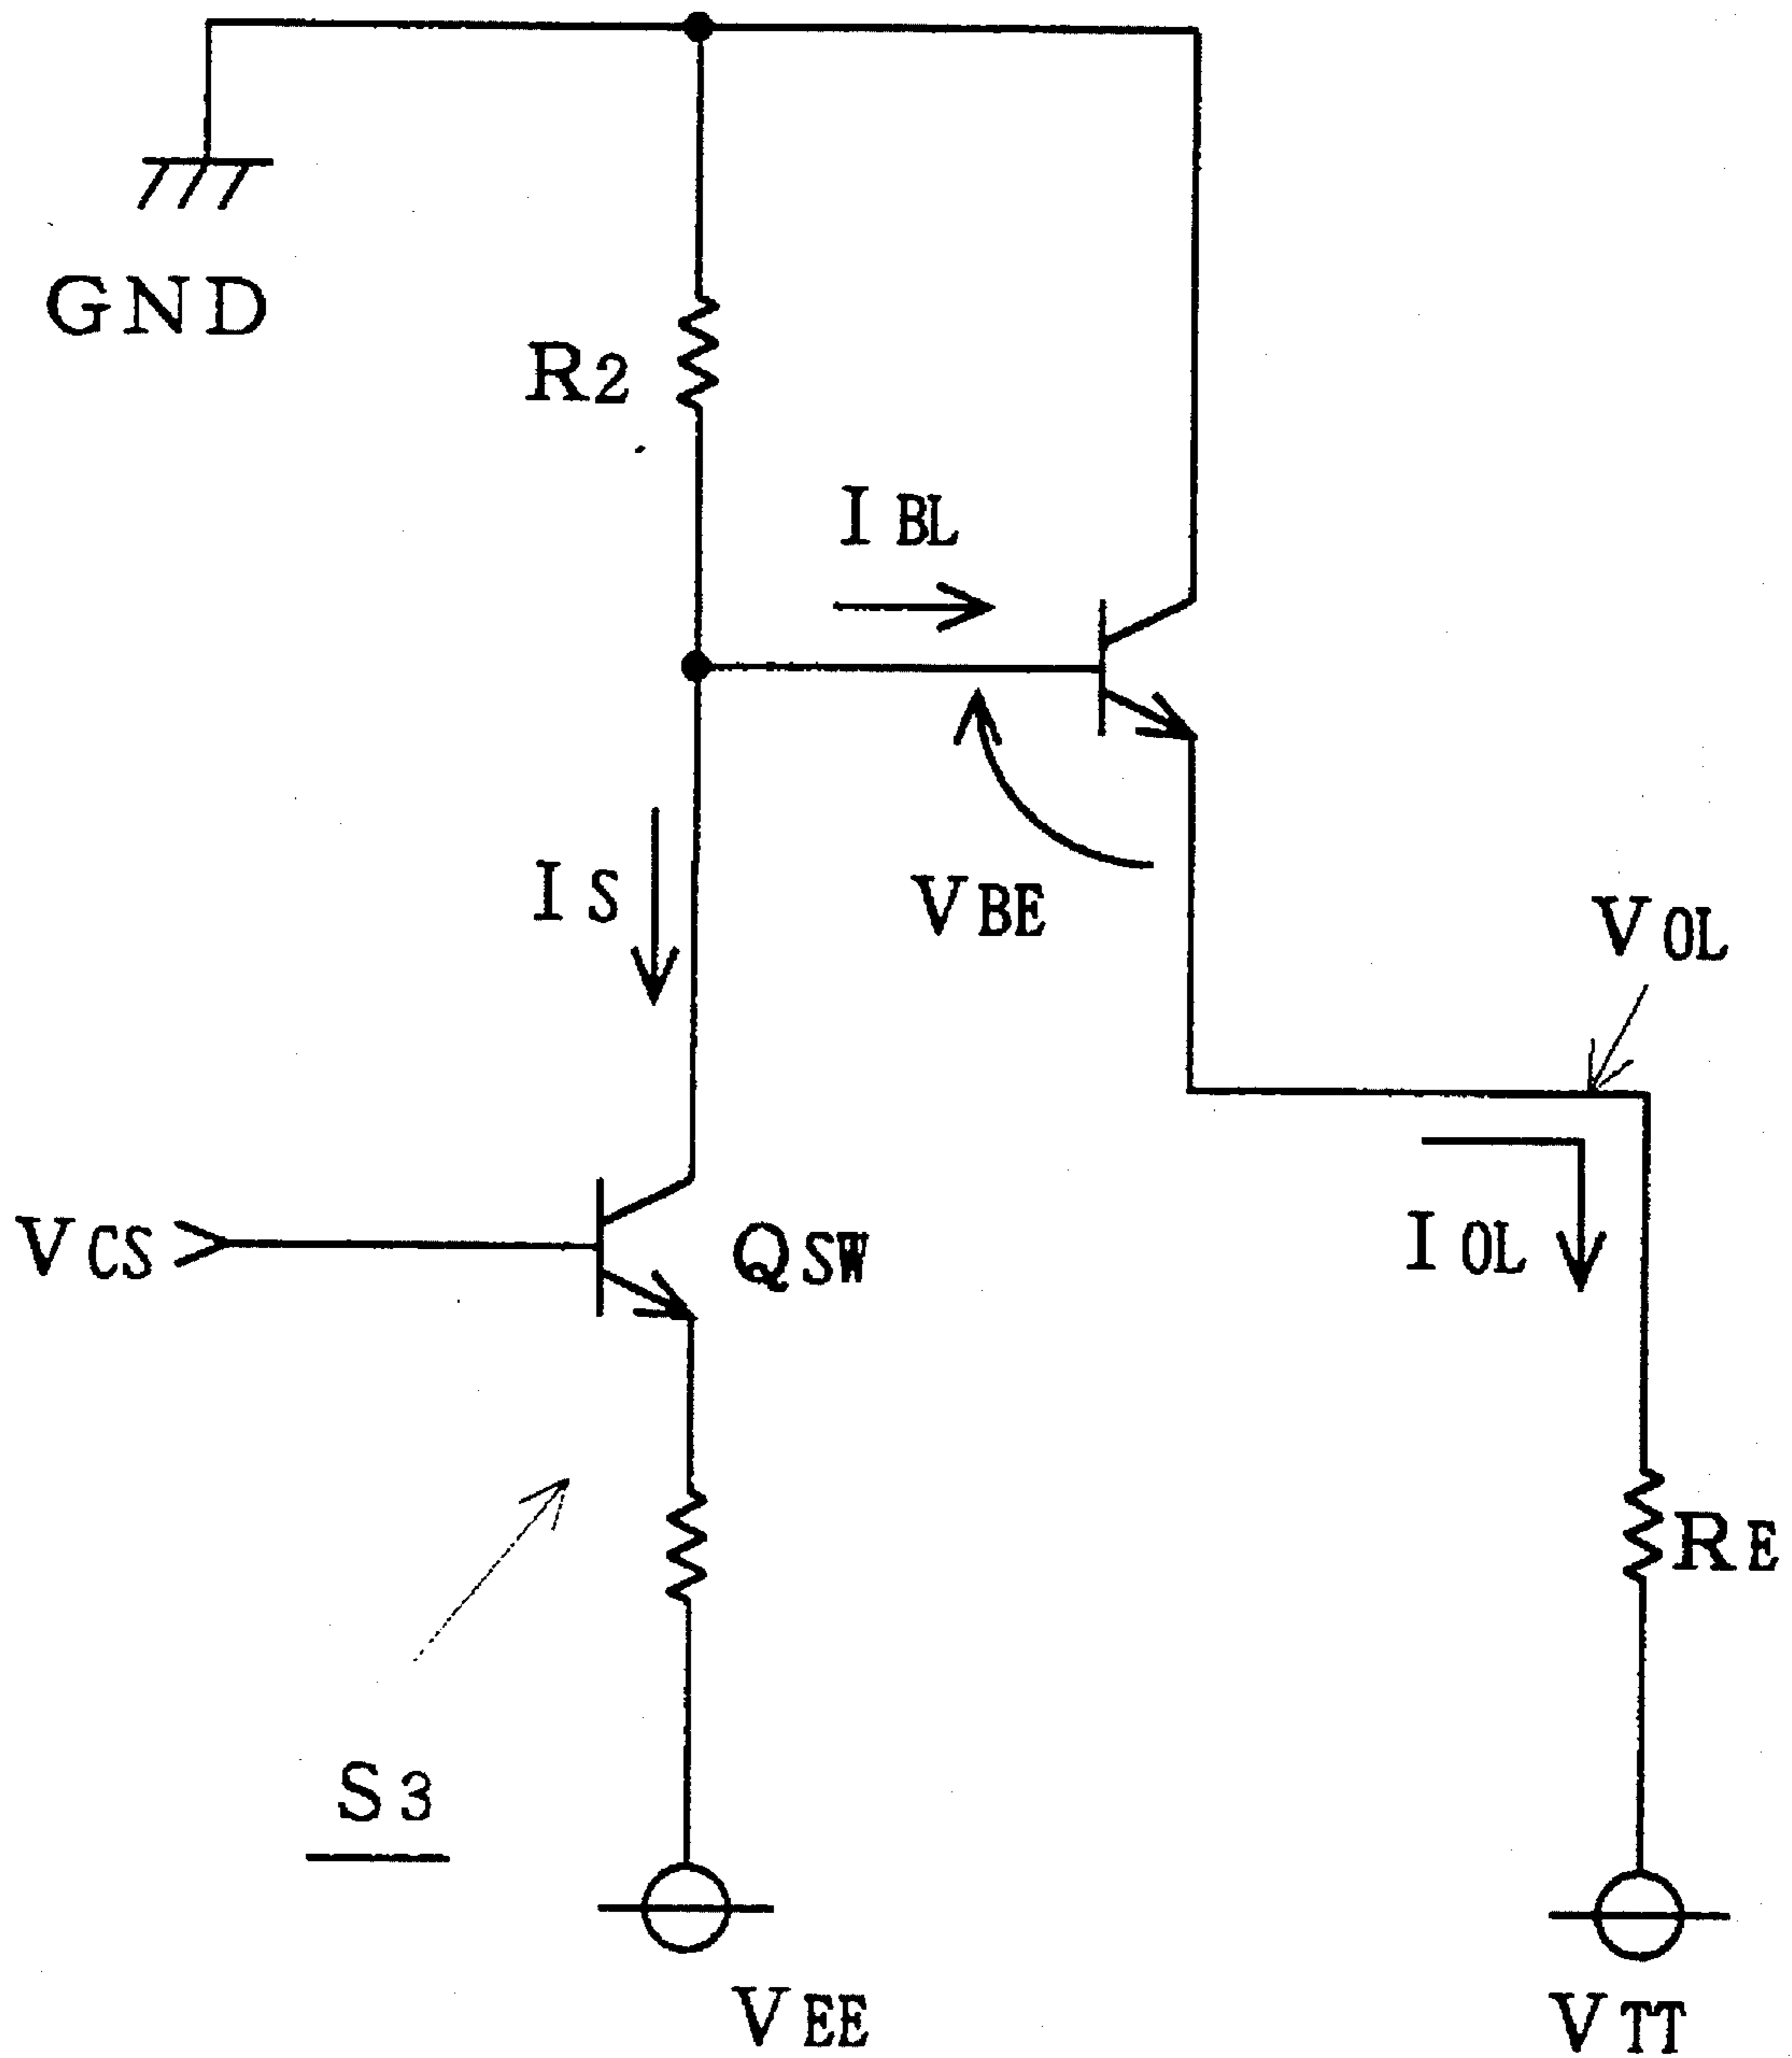 GND
R2
IBL
IS
VBE
VOL
VCS
QSW
IOL
RE
S3
VEE
VTT